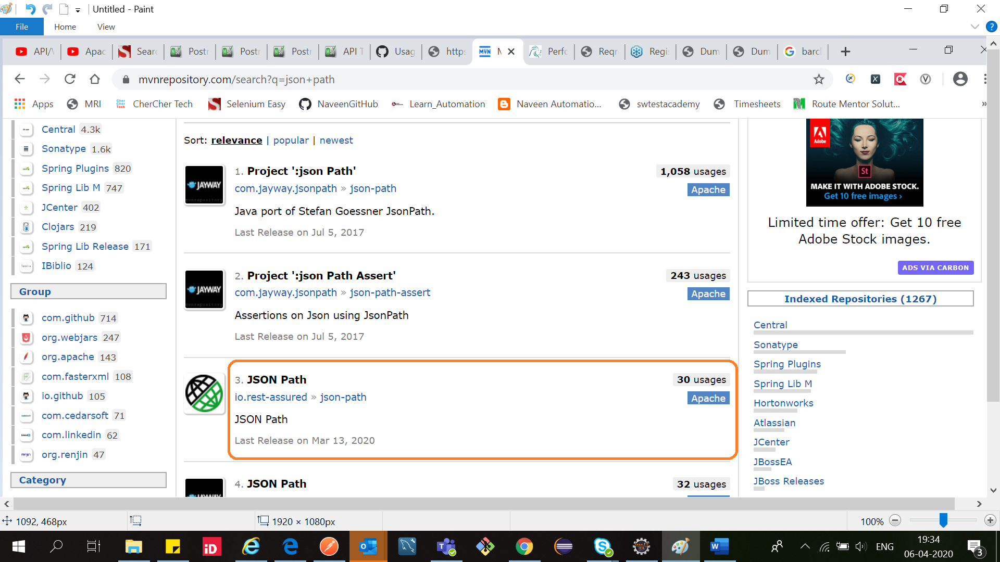 Untitled - Paint
File Home View
API/\ Apac Searc Postr Postr Postr API T Usag https M Perfo Reqr Regis Dum Dum barcl
mvnrepository.com/search?q=json+path
Apps MRI CherCher Tech Selenium Easy NaveenGitHub Learn_Automation Naveen Automatio... swtestacademy Timesheets Route Mentor Solut... »
Central 4.3k
Sonatype 1.6k
Spring Plugins 820
Spring Lib M 747
JCenter 402
Clojars 219
Spring Lib Release 171
IBiblio 124
Group
com.github 714
org.webjars 247
org.apache 143
com.fasterxml 108
io.github 105
com.cedarsoft 71
com.linkedin 62
org.renjin 47
Category
Sort: relevance | popular | newest
JAYWAY
mvnrepository
1. Project ':json Path'
1,058 usages
com.jayway.jsonpath » json-path
Apache
Java port of Stefan Goessner JsonPath.
Last Release on Jul 5, 2017
JAYWAY
mvnrepository
2. Project ':json Path Assert'
243 usages
com.jayway.jsonpath » json-path-assert
Apache
Assertions on Json using JsonPath
Last Release on Jul 5, 2017
3. JSON Path
30 usages
io.rest-assured » json-path
Apache
JSON Path
Last Release on Mar 13, 2020
4. JSON Path
32 usages
Adobe
St
MAKE IT WITH ADOBE STOCK.
Get 10 free images ›
Limited time offer: Get 10 free
Adobe Stock images.
ADS VIA CARBON
Indexed Repositories (1267)
Central
Sonatype
Spring Plugins
Spring Lib M
Hortonworks
Atlassian
JCenter
JBossEA
JBoss Releases
1092, 468px
1920 × 1080px
100%
ENG
19:34
06-04-2020
3